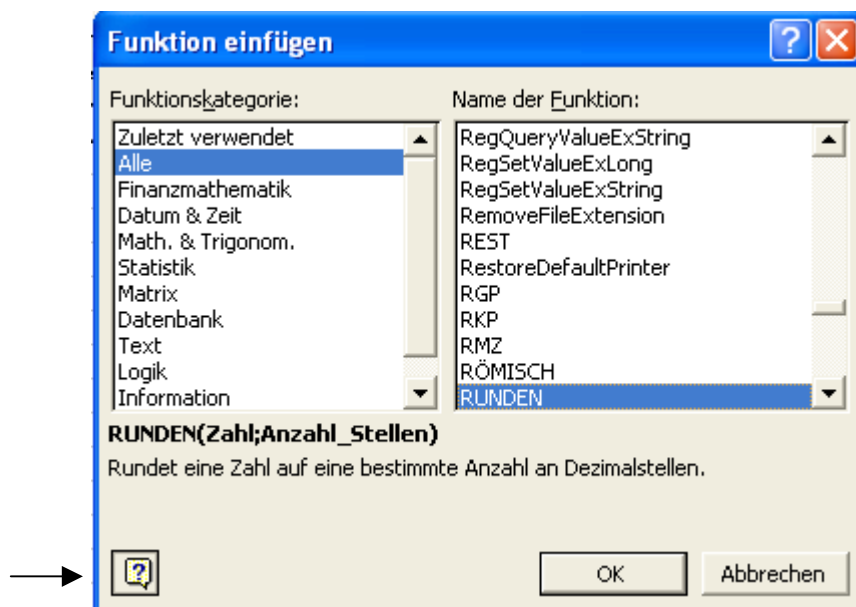 Funktion einfügen
Funktionskategorie:
Name der Funktion:
Zuletzt verwendet
Alle
Finanzmathematik
Datum & Zeit
Math. & Trigonom.
Statistik
Matrix
Datenbank
Text
Logik
Information
RegQueryValueExString
RegSetValueExLong
RegSetValueExString
RemoveFileExtension
REST
RestoreDefaultPrinter
RGP
RKP
RMZ
RÖMISCH
RUNDEN
RUNDEN(Zahl;Anzahl_Stellen)
Rundet eine Zahl auf eine bestimmte Anzahl an Dezimalstellen.
OK
Abbrechen